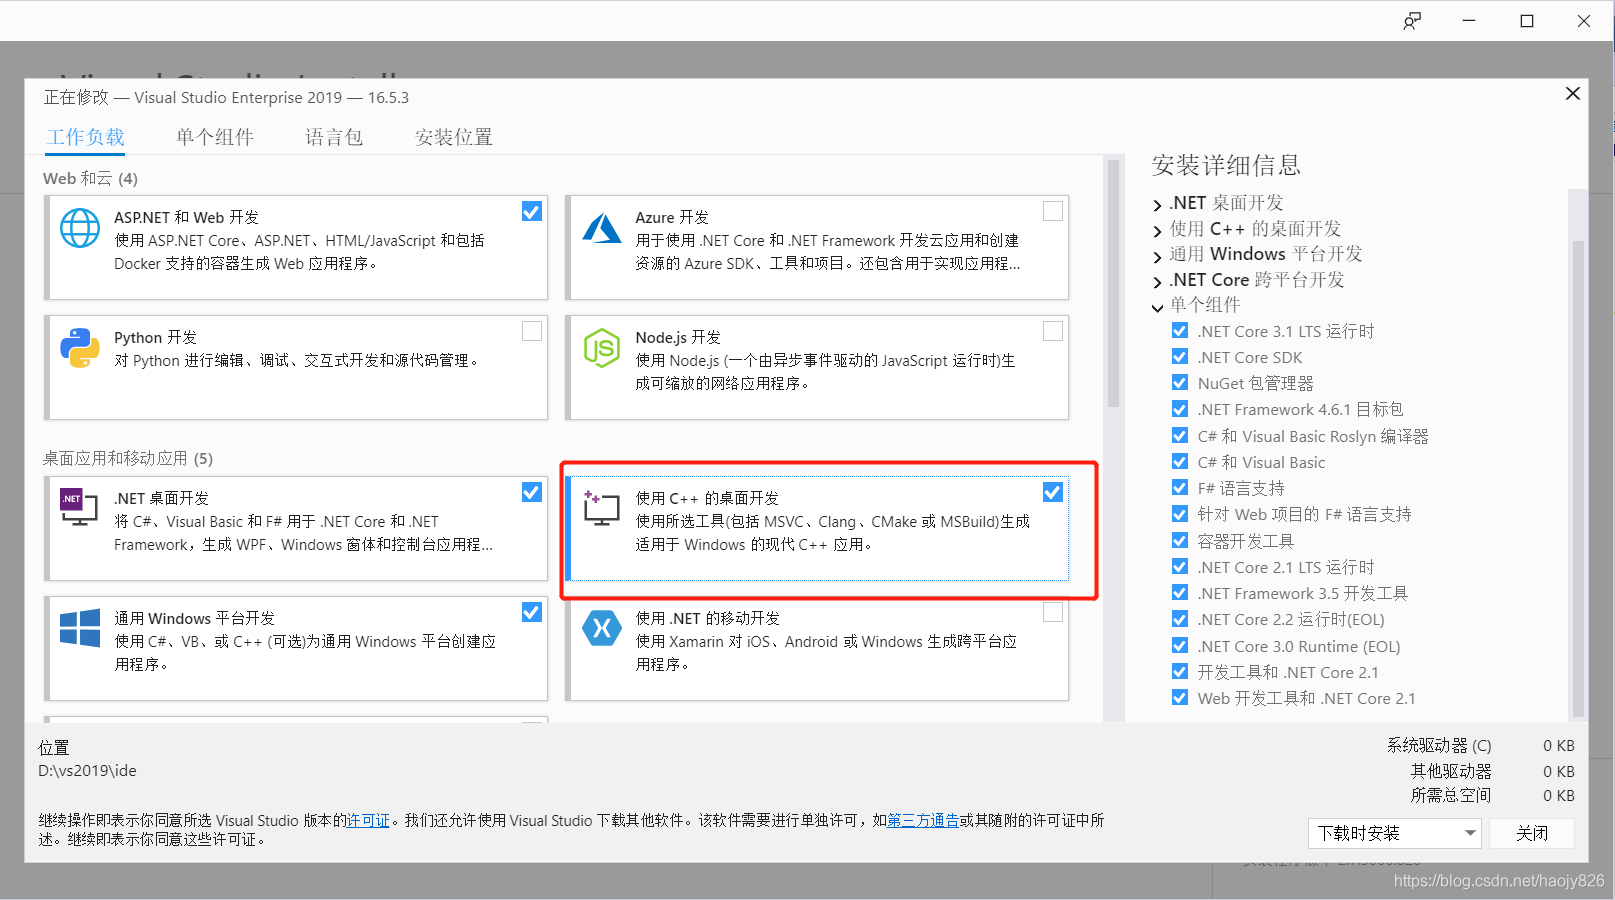 正在修改 — Visual Studio Enterprise 2019 — 16.5.3
工作负载 单个组件 语言包 安装位置
Web 和云 (4)
ASP.NET 和 Web 开发
使用 ASP.NET Core、ASP.NET、HTML/JavaScript 和包括
Docker 支持的容器生成 Web 应用程序。
Azure 开发
用于使用 .NET Core 和 .NET Framework 开发云应用和创建
资源的 Azure SDK、工具和项目。还包含用于实现应用程...
Python 开发
对 Python 进行编辑、调试、交互式开发和源代码管理。
Node.js 开发
使用 Node.js (一个由异步事件驱动的 JavaScript 运行时)生
成可缩放的网络应用程序。
桌面应用和移动应用 (5)
.NET
.NET 桌面开发
将 C#、Visual Basic 和 F# 用于 .NET Core 和 .NET
Framework，生成 WPF、Windows 窗体和控制台应用程...
使用 C++ 的桌面开发
使用所选工具(包括 MSVC、Clang、CMake 或 MSBuild)生成
适用于 Windows 的现代 C++ 应用。
通用 Windows 平台开发
使用 C#、VB、或 C++ (可选)为通用 Windows 平台创建应
用程序。
使用 .NET 的移动开发
使用 Xamarin 对 iOS、Android 或 Windows 生成跨平台应
用程序。
安装详细信息
.NET 桌面开发
使用 C++ 的桌面开发
通用 Windows 平台开发
.NET Core 跨平台开发
单个组件
.NET Core 3.1 LTS 运行时
.NET Core SDK
NuGet 包管理器
.NET Framework 4.6.1 目标包
C# 和 Visual Basic Roslyn 编译器
C# 和 Visual Basic
F# 语言支持
针对 Web 项目的 F# 语言支持
容器开发工具
.NET Core 2.1 LTS 运行时
.NET Framework 3.5 开发工具
.NET Core 2.2 运行时(EOL)
.NET Core 3.0 Runtime (EOL)
开发工具和 .NET Core 2.1
Web 开发工具和 .NET Core 2.1
位置
D:\vs2019\ide
系统驱动器 (C) 0 KB
其他驱动器 0 KB
所需总空间 0 KB
继续操作即表示你同意所选 Visual Studio 版本的许可证。我们还允许使用 Visual Studio 下载其他软件。该软件需要进行单独许可，如第三方通告或其随附的许可证中所
述。继续即表示你同意这些许可证。
下载时安装
关闭
https://blog.csdn.net/haojy826